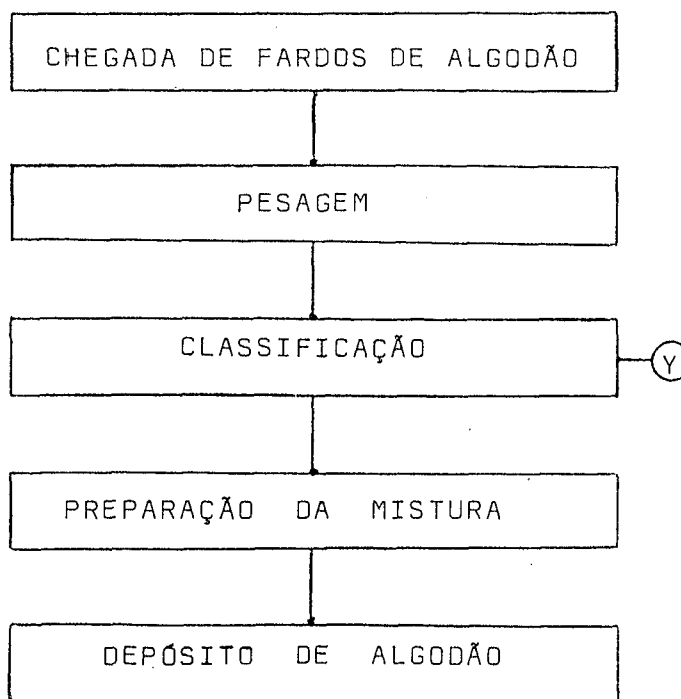 CHEGADA DE FARDOS DE ALGODÃO
PESAGEM
CLASSIFICAÇÃO
Y
PREPARAÇÃO DA MISTURA
DEPÓSITO DE ALGODÃO